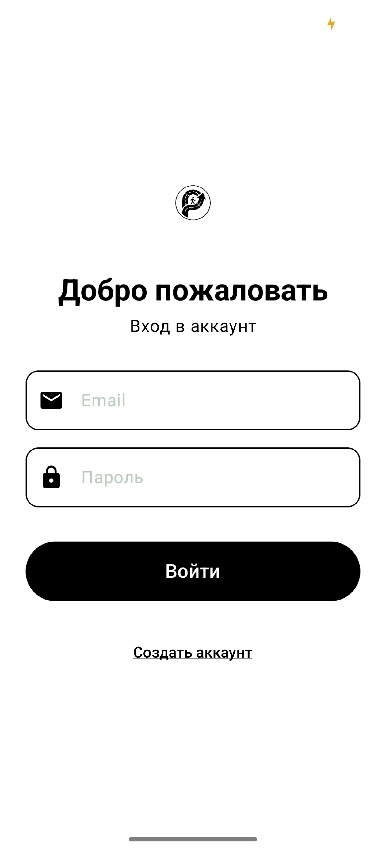 Добро пожаловать
Вход в аккаунт
Email
Пароль
Войти
Создать аккаунт